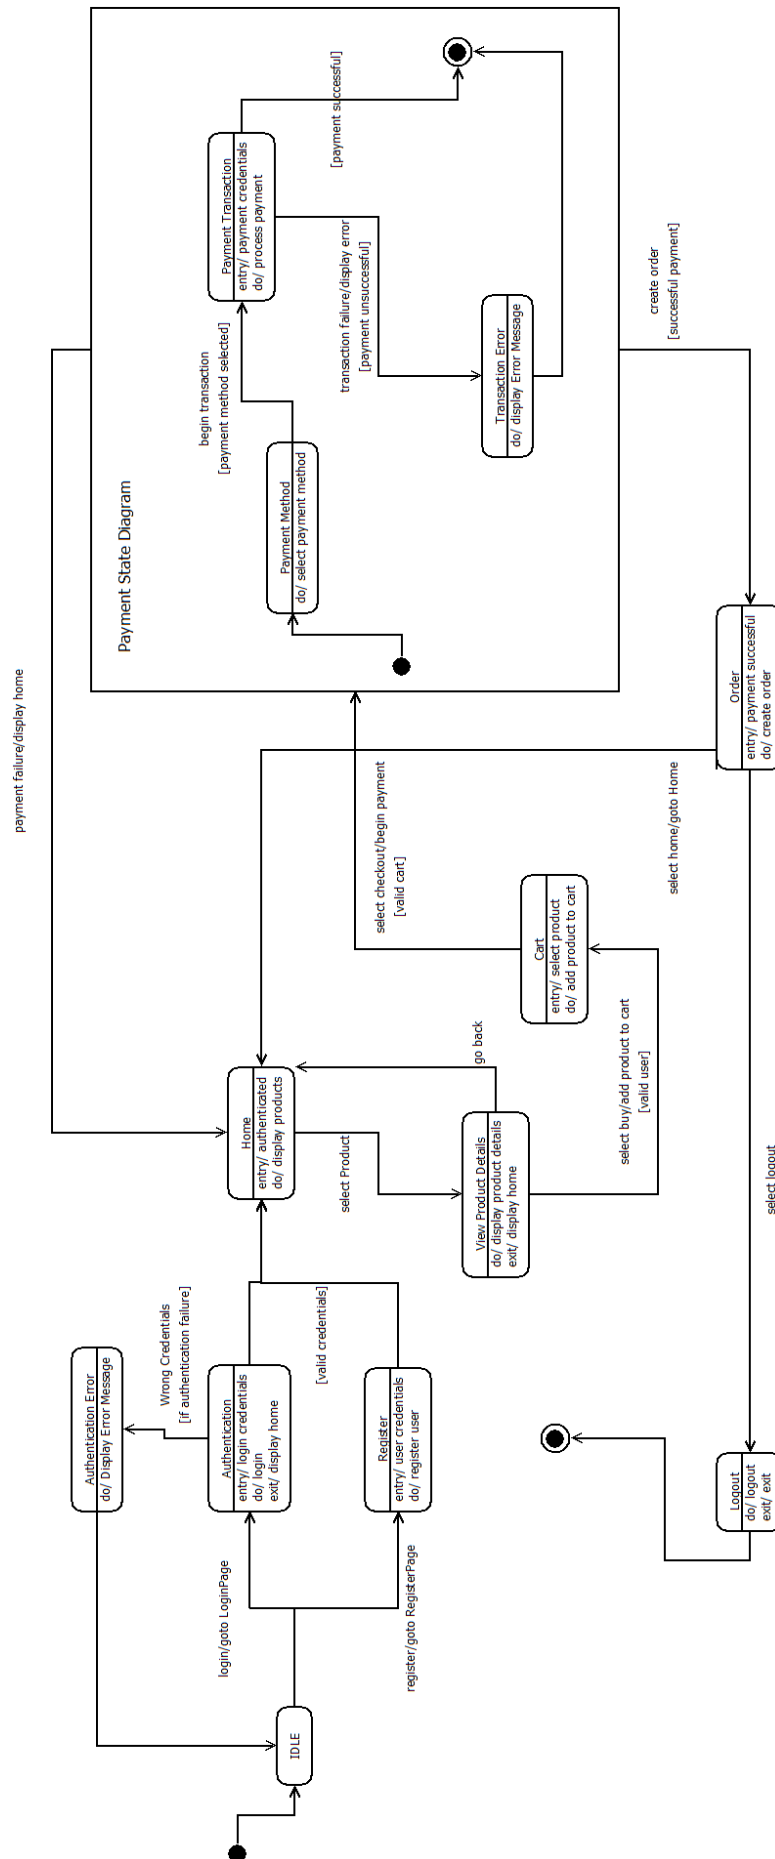 IDLE
login/goto LoginPage
register/goto RegisterPage
Authentication Error
do/ Display Error Message
Wrong Credentials
[if authentication failure]
Authentication
entry/ login credentials
do/ login
exit/ display home
[valid credentials]
Register
entry/ user credentials
do/ register user
Home
entry/ authenticated
do/ display products
select Product
go back
View Product Details
do/ display product details
exit/ display home
select buy/add product to cart
[valid user]
Cart
entry/ select product
do/ add product to cart
select checkout/begin payment
[valid cart]
payment failure/display home
Payment State Diagram
Payment Method
do/ select payment method
begin transaction
[payment method selected]
Payment Transaction
entry/ payment credentials
do/ process payment
[payment successful]
transaction failure/display error
[payment unsuccessful]
Transaction Error
do/ display Error Message
create order
[successful payment]
Order
entry/ payment successful
do/ create order
select home/goto Home
select logout
Logout
do/ logout
exit/ exit